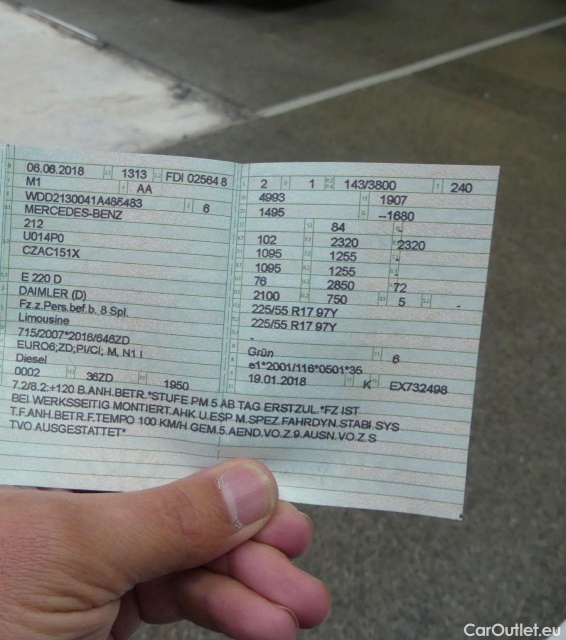 06.06.2018 1313 FDI 02564 8
M1 AA
WDD2130041A486483 6
MERCEDES-BENZ
212
U014P0
CZAC151X
E 220 D
DAIMLER (D)
Fz.z.Pers.bef.b. 8 Spl.
Limousine
715/2007*2016/646ZD
EURO6;ZD;PI/CI; M, N1 I
Diesel
0002 36ZD 1950
2 1 143/3800 240
4993 1907
1495 --1680
84
102 2320 2320
1095 1255 -
1095 1255 -
76 2850 72
2100 750 5 -
225/55 R17 97Y
225/55 R17 97Y
-
Grün 6
e1*2001/116*0501*35
19.01.2018 K EX732498
7.2/8.2:+120 B.ANH.BETR.*STUFE PM 5 AB TAG ERSTZUL.*FZ IST
BEI WERKSSEITIG MONTIERT.AHK U.ESP M.SPEZ.FAHRDYN.STABI.SYS
T.F.ANH.BETR.F.TEMPO 100 KM/H GEM.5.AEND.VO.Z.9.AUSN.VO.Z.S
TVO AUSGESTATTET*
CarOutlet.eu